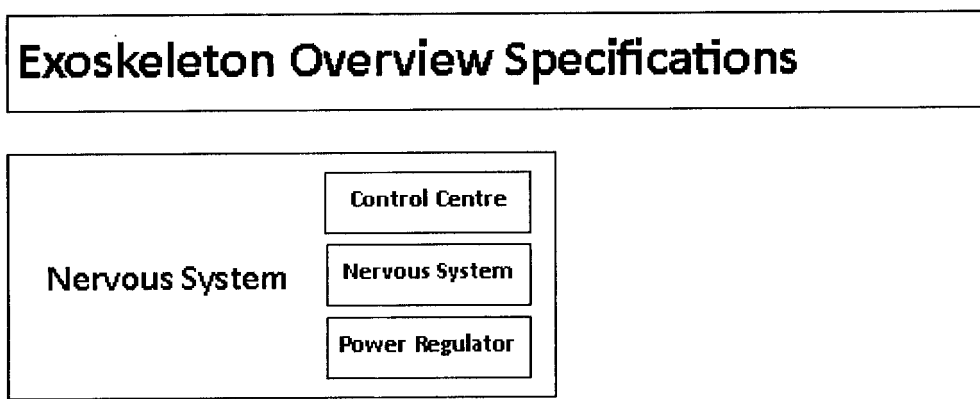 Exoskeleton Overview Specifications
Control Centre
Nervous System
Nervous System
Power Regulator